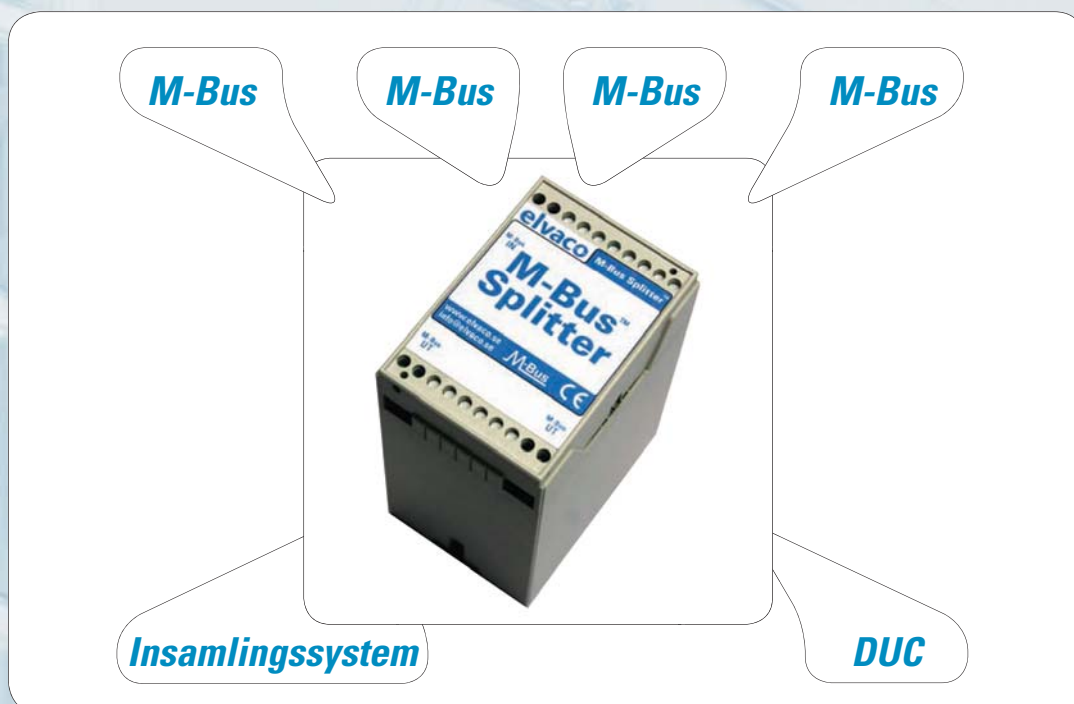 M-Bus
M-Bus
M-Bus
M-Bus
elvaco
M-Bus Splitter™
M-Bus
IN
M-Bus™
Splitter
www.elvaco.se
info@elvaco.se
M-Bus
CE
M-Bus
UT
M-Bus
UT
Insamlingssystem
DUC